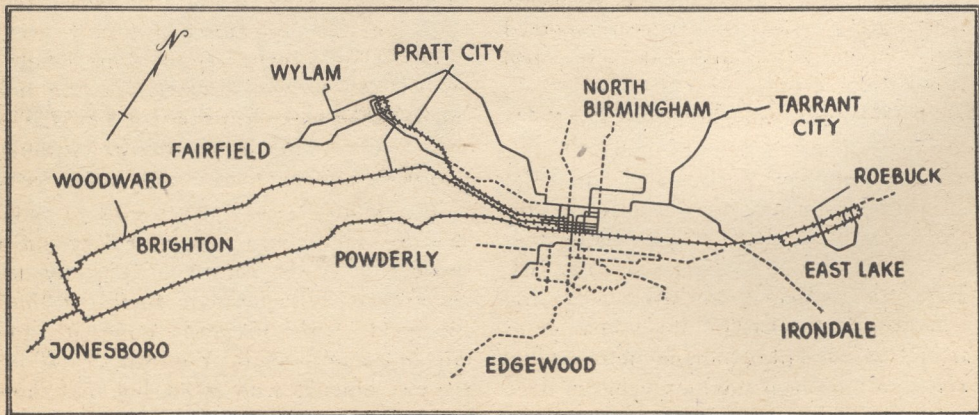 N
PRATT CITY
WYLAM
NORTH
BIRMINGHAM
TARRANT
CITY
FAIRFIELD
WOODWARD
ROEBUCK
BRIGHTON
POWDERLY
EAST LAKE
IRONDALE
JONESBORO
EDGEWOOD